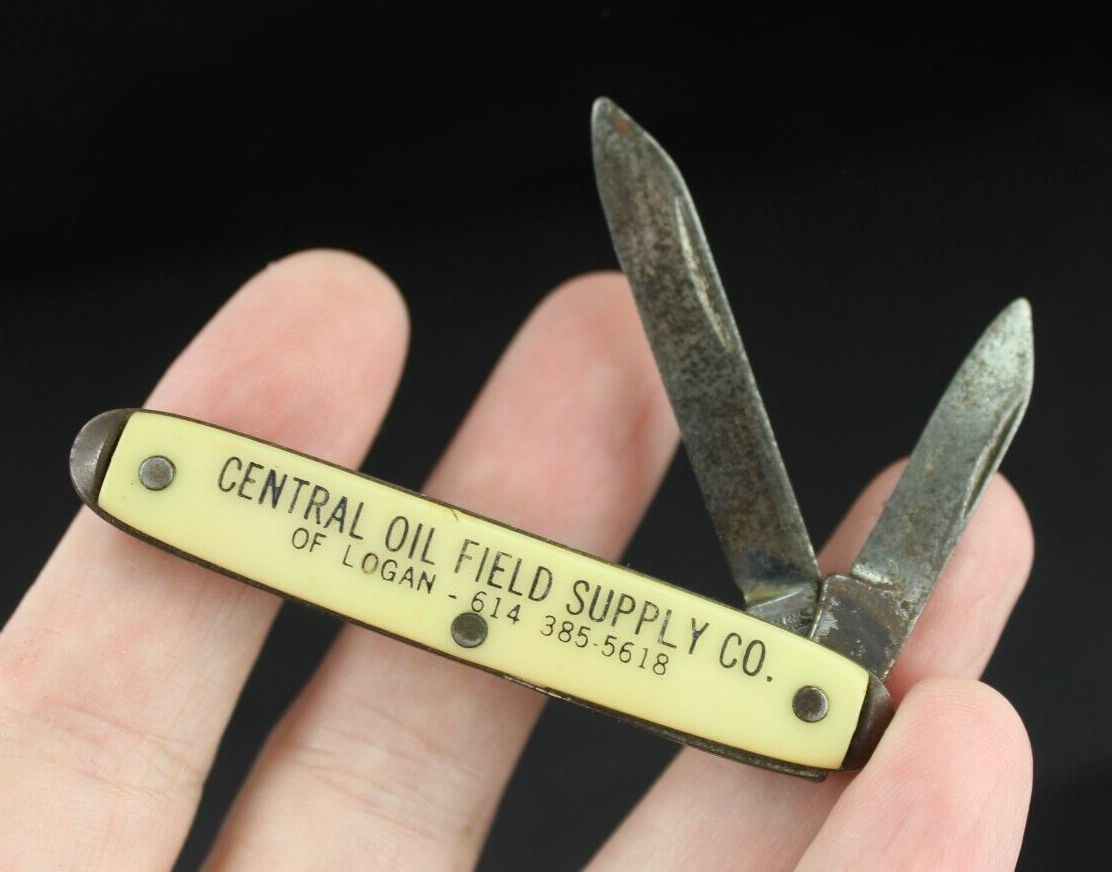 CENTRAL OIL FIELD SUPPLY CO.
OF LOGAN - 614 385-5618